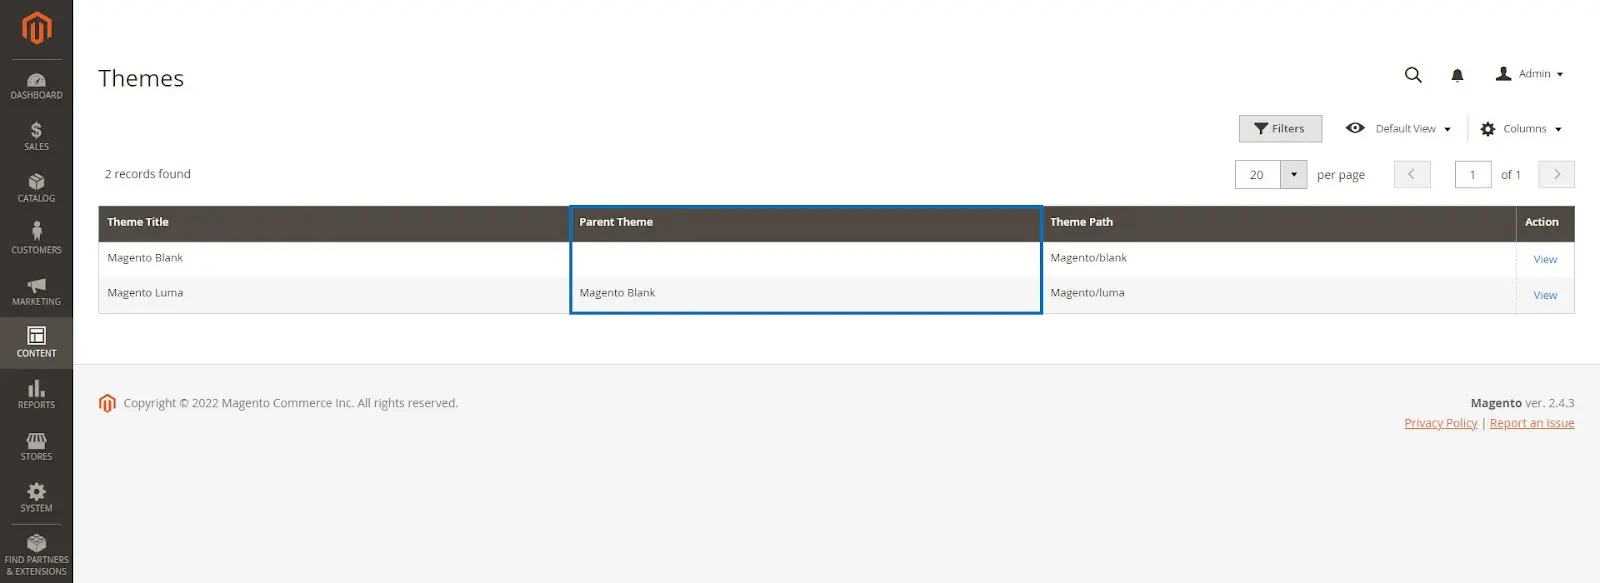 DASHBOARD
SALES
CATALOG
CUSTOMERS
MARKETING
CONTENT
REPORTS
STORES
SYSTEM
FIND PARTNERS
& EXTENSIONS
Themes
Admin
Filters
Default View
Columns
2 records found
20 per page 1 of 1
Theme Title Parent Theme Theme Path Action
Magento Blank Magento/blank View
Magento Luma Magento Blank Magento/luma View
Copyright © 2022 Magento Commerce Inc. All rights reserved.
Magento ver. 2.4.3
Privacy Policy | Report an Issue